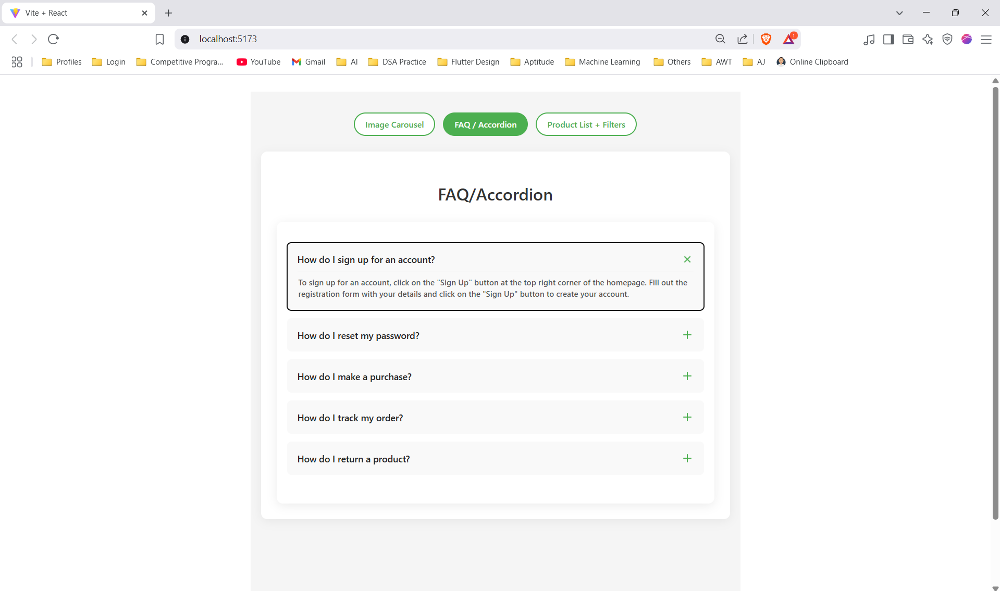 Vite + React
localhost:5173
1
Profiles
Login
Competitive Progra...
YouTube
Gmail
AI
DSA Practice
Flutter Design
Aptitude
Machine Learning
Others
AWT
AJ
Online Clipboard
Image Carousel
FAQ / Accordion
Product List + Filters
FAQ/Accordion
How do I sign up for an account?
To sign up for an account, click on the "Sign Up" button at the top right corner of the homepage. Fill out the
registration form with your details and click on the "Sign Up" button to create your account.
How do I reset my password?
How do I make a purchase?
How do I track my order?
How do I return a product?